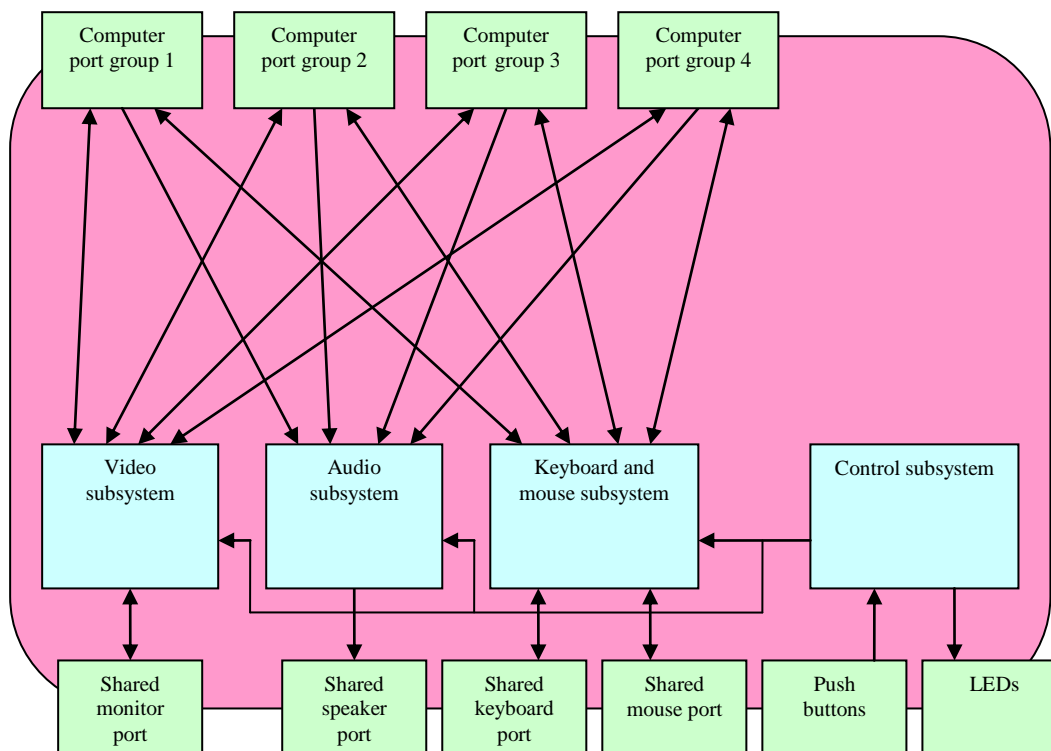 Computer
port group 1
Computer
port group 2
Computer
port group 3
Computer
port group 4
Video
subsystem
Audio
subsystem
Keyboard and
mouse subsystem
Control subsystem
Shared
monitor
port
Shared
speaker
port
Shared
keyboard
port
Shared
mouse port
Push
buttons
LEDs